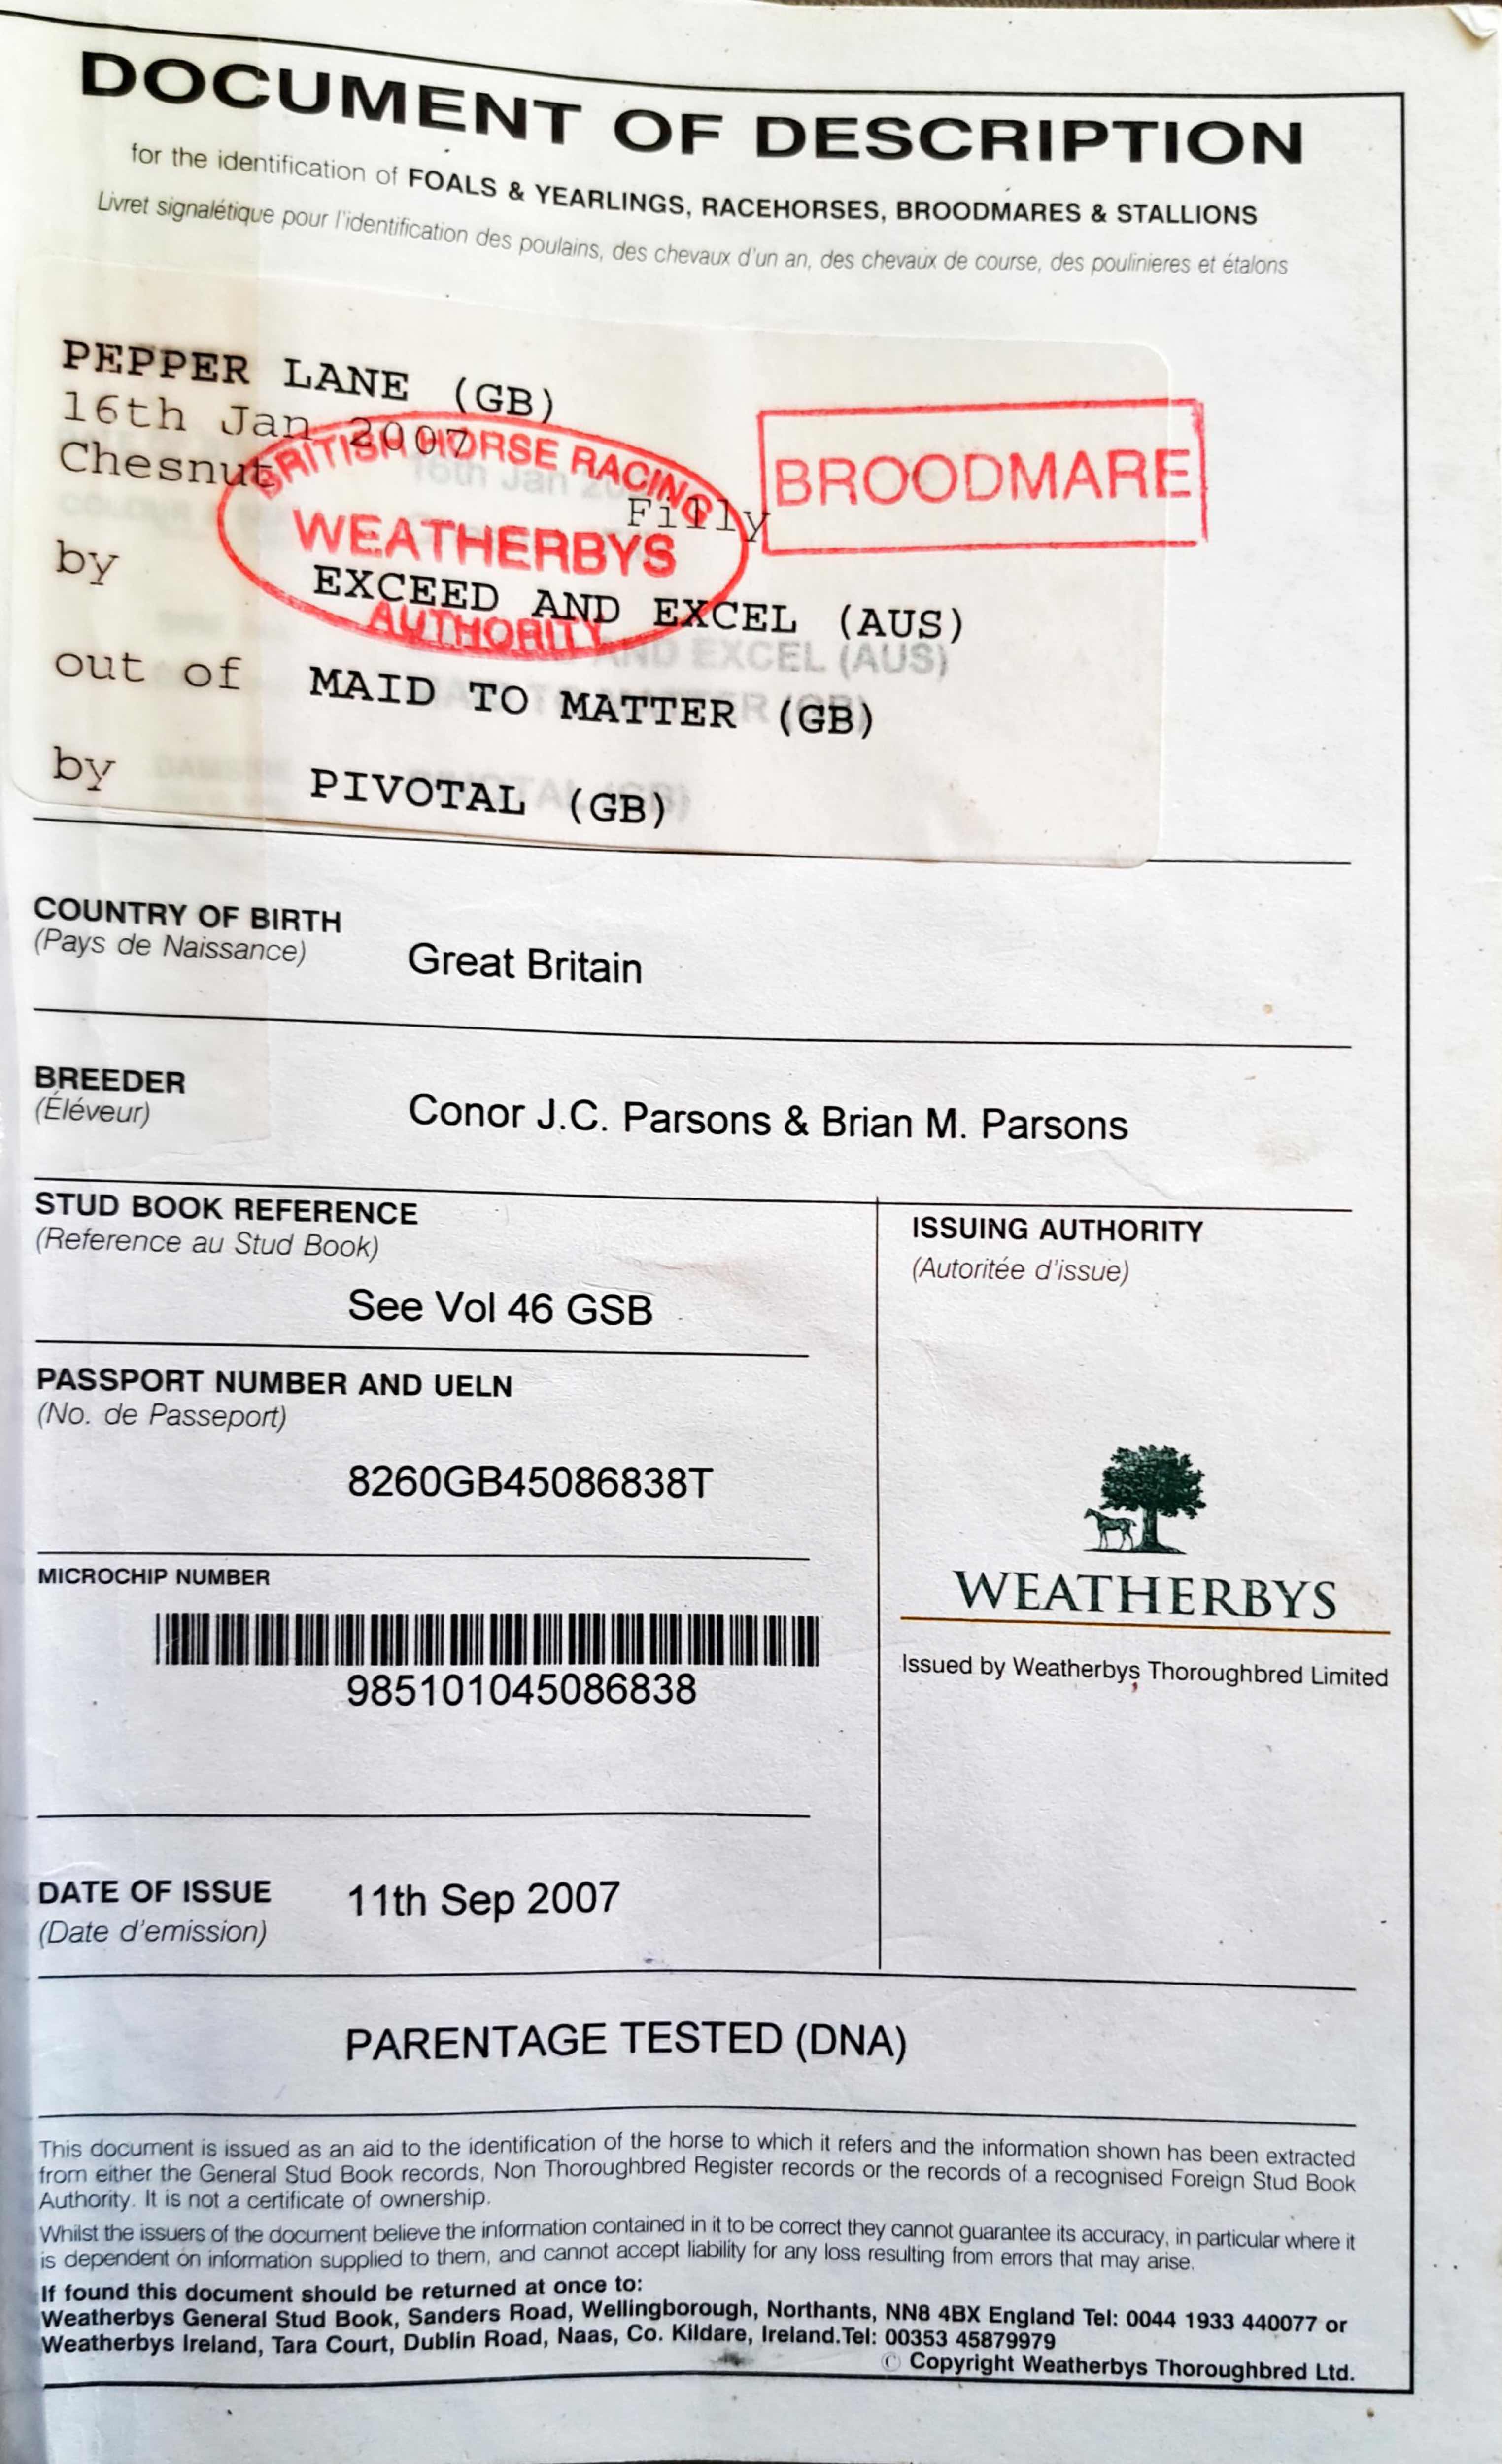 DOCUMENT OF DESCRIPTION
for the identification of FOALS & YEARLINGS, RACEHORSES, BROODMARES & STALLIONS
Livret signalétique pour l'identification des poulains, des chevaux d'un an, des chevaux de course, des poulinieres et étalons
PEPPER LANE (GB)
16th Jan 2007
Chesnut Filly
BRITISH HORSE RACING
WEATHERBYS
AUTHORITY
BROODMARE
16th Jan
by EXCEED AND EXCEL (AUS)
AND EXCEL (AUS)
out of MAID TO MATTER (GB)
by PIVOTAL (GB)
COUNTRY OF BIRTH
(Pays de Naissance)
Great Britain
BREEDER
(Éléveur)
Conor J.C. Parsons & Brian M. Parsons
STUD BOOK REFERENCE
(Reference au Stud Book)
See Vol 46 GSB
ISSUING AUTHORITY
(Autoritée d'issue)
PASSPORT NUMBER AND UELN
(No. de Passeport)
8260GB45086838T
MICROCHIP NUMBER
985101045086838
WEATHERBYS
Issued by Weatherbys Thoroughbred Limited
DATE OF ISSUE
(Date d'emission)
11th Sep 2007
PARENTAGE TESTED (DNA)
This document is issued as an aid to the identification of the horse to which it refers and the information shown has been extracted
from either the General Stud Book records, Non Thoroughbred Register records or the records of a recognised Foreign Stud Book
Authority. It is not a certificate of ownership.
Whilst the issuers of the document believe the information contained in it to be correct they cannot guarantee its accuracy, in particular where it
is dependent on information supplied to them, and cannot accept liability for any loss resulting from errors that may arise.
If found this document should be returned at once to:
Weatherbys General Stud Book, Sanders Road, Wellingborough, Northants, NN8 4BX England Tel: 0044 1933 440077 or
Weatherbys Ireland, Tara Court, Dublin Road, Naas, Co. Kildare, Ireland.Tel: 00353 45879979
© Copyright Weatherbys Thoroughbred Ltd.